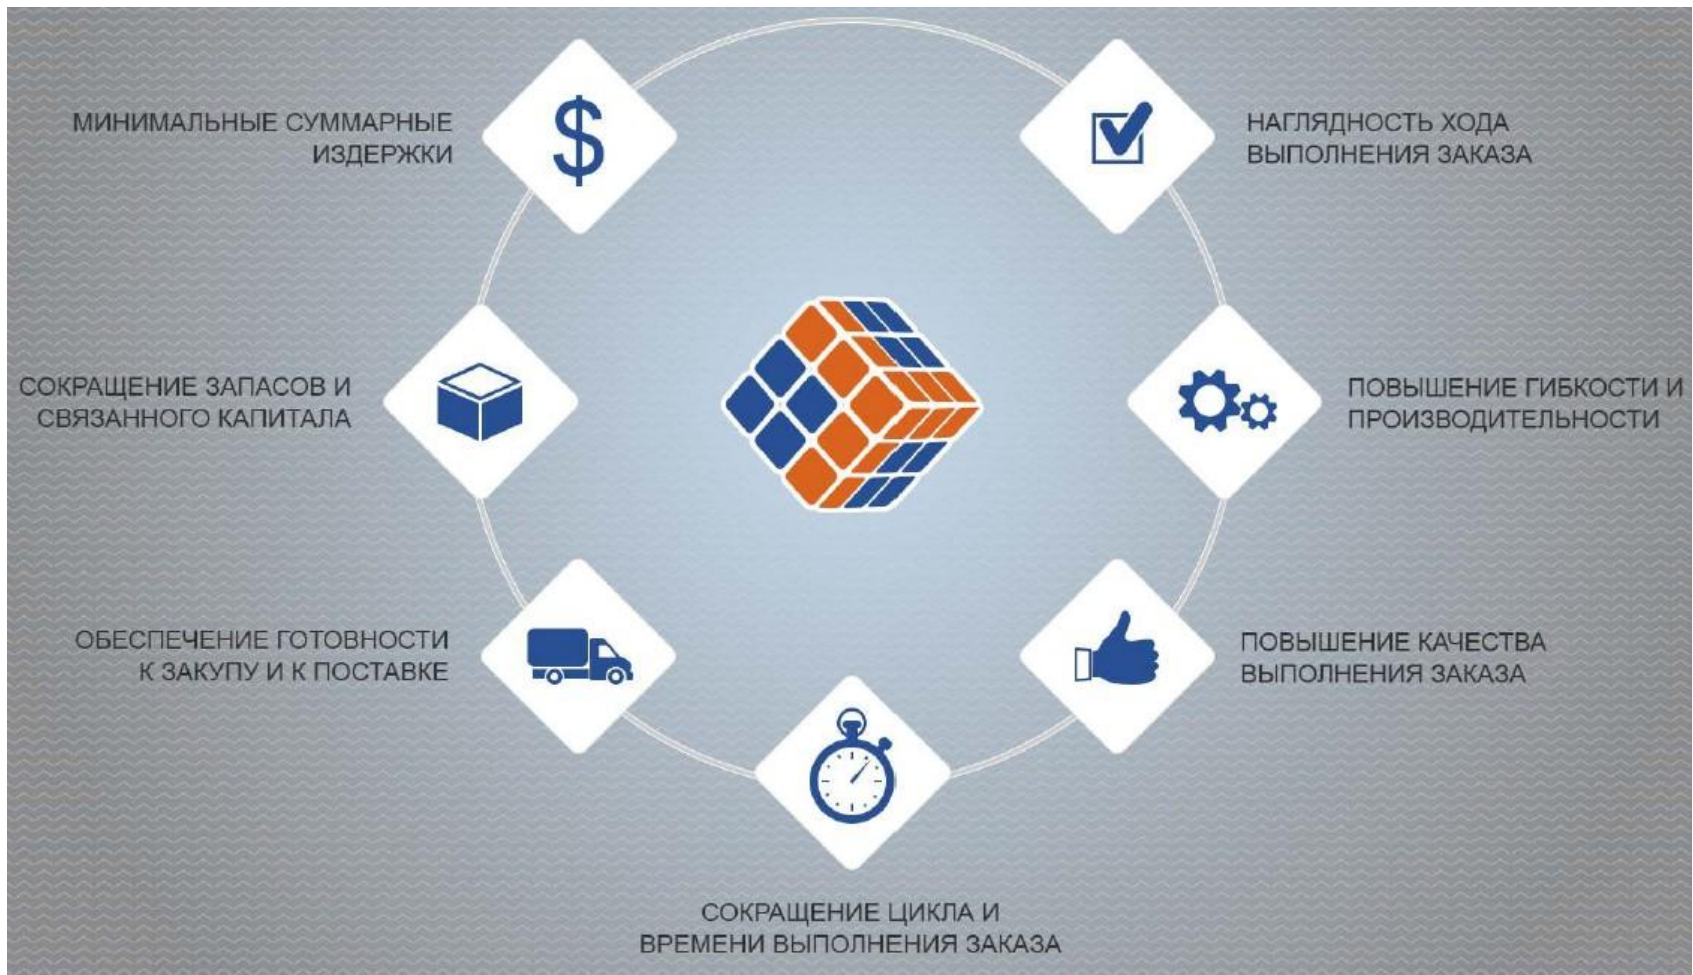 МИНИМАЛЬНЫЕ СУММАРНЫЕ
ИЗДЕРЖКИ
НАГЛЯДНОСТЬ ХОДА
ВЫПОЛНЕНИЯ ЗАКАЗА
СОКРАЩЕНИЕ ЗАПАСОВ И
СВЯЗАННОГО КАПИТАЛА
ПОВЫШЕНИЕ ГИБКОСТИ И
ПРОИЗВОДИТЕЛЬНОСТИ
ОБЕСПЕЧЕНИЕ ГОТОВНОСТИ
К ЗАКУПУ И К ПОСТАВКЕ
ПОВЫШЕНИЕ КАЧЕСТВА
ВЫПОЛНЕНИЯ ЗАКАЗА
СОКРАЩЕНИЕ ЦИКЛА И
ВРЕМЕНИ ВЫПОЛНЕНИЯ ЗАКАЗА